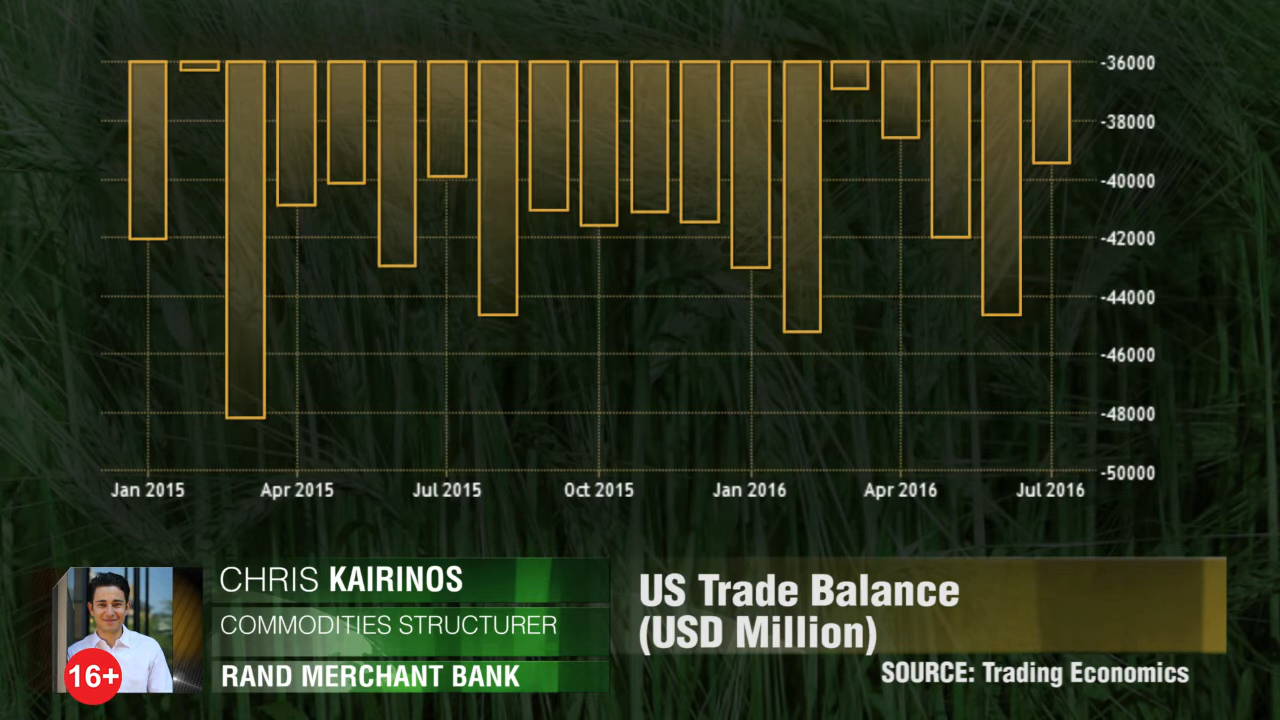 -36000
-38000
-40000
-42000
-44000
-46000
-48000
-50000
Jan 2015 Apr 2015 Jul 2015 Oct 2015 Jan 2016 Apr 2016 Jul 2016
CHRIS KAIRINOS
COMMODITIES STRUCTURER
RAND MERCHANT BANK
16+
US Trade Balance
(USD Million)
SOURCE: Trading Economics